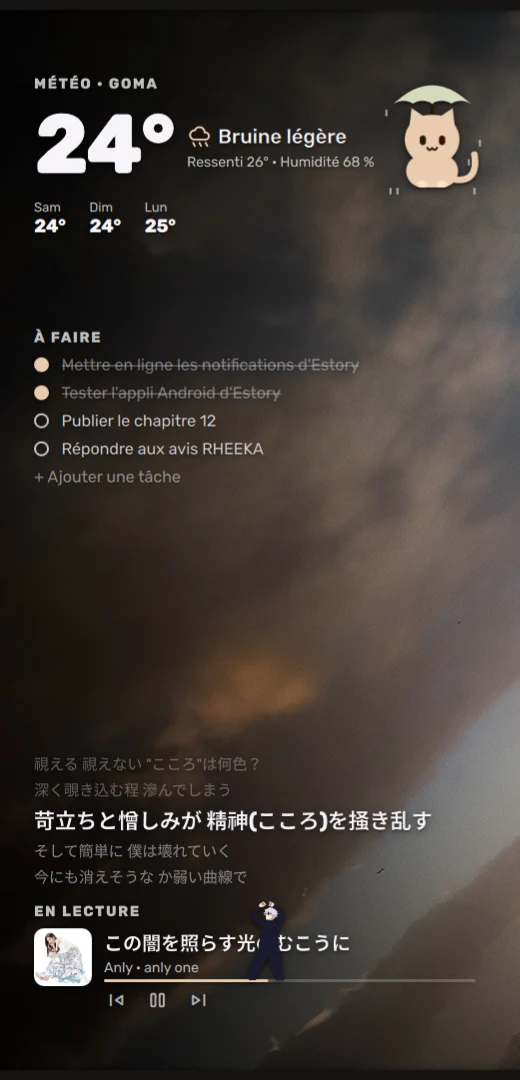 MÉTÉO • GOMA
24°
Bruine légère
Ressenti 26° • Humidité 68 %
Sam Dim Lun
24° 24° 25°
À FAIRE
Mettre en ligne les notifications d'Estory
Tester l'appli Android d'Estory
Publier le chapitre 12
Répondre aux avis RHEEKA
+ Ajouter une tâche
視える 視えない "こころ"は何色？
深く覗き込む程 滲んでしまう
苛立ちと憎しみが 精神(こころ)を掻き乱す
そして簡単に 僕は壊れていく
今にも消えそうな か弱い曲線で
EN LECTURE
この闇を照らす光 むこうに
Anly • anly one